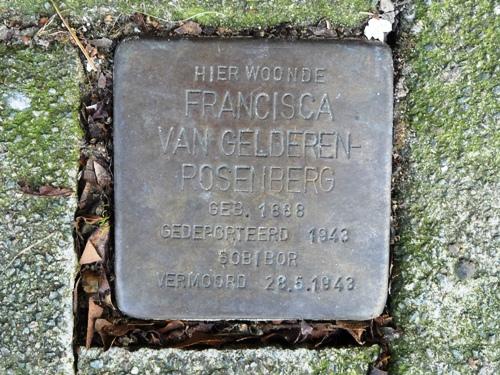 HIER WOONDE
FRANCISCA
VAN GELDEREN-
ROSENBERG
GEB. 1888
GEDEPORTEERD 1943
SOBIBOR
VERMOORD 28.5.1943